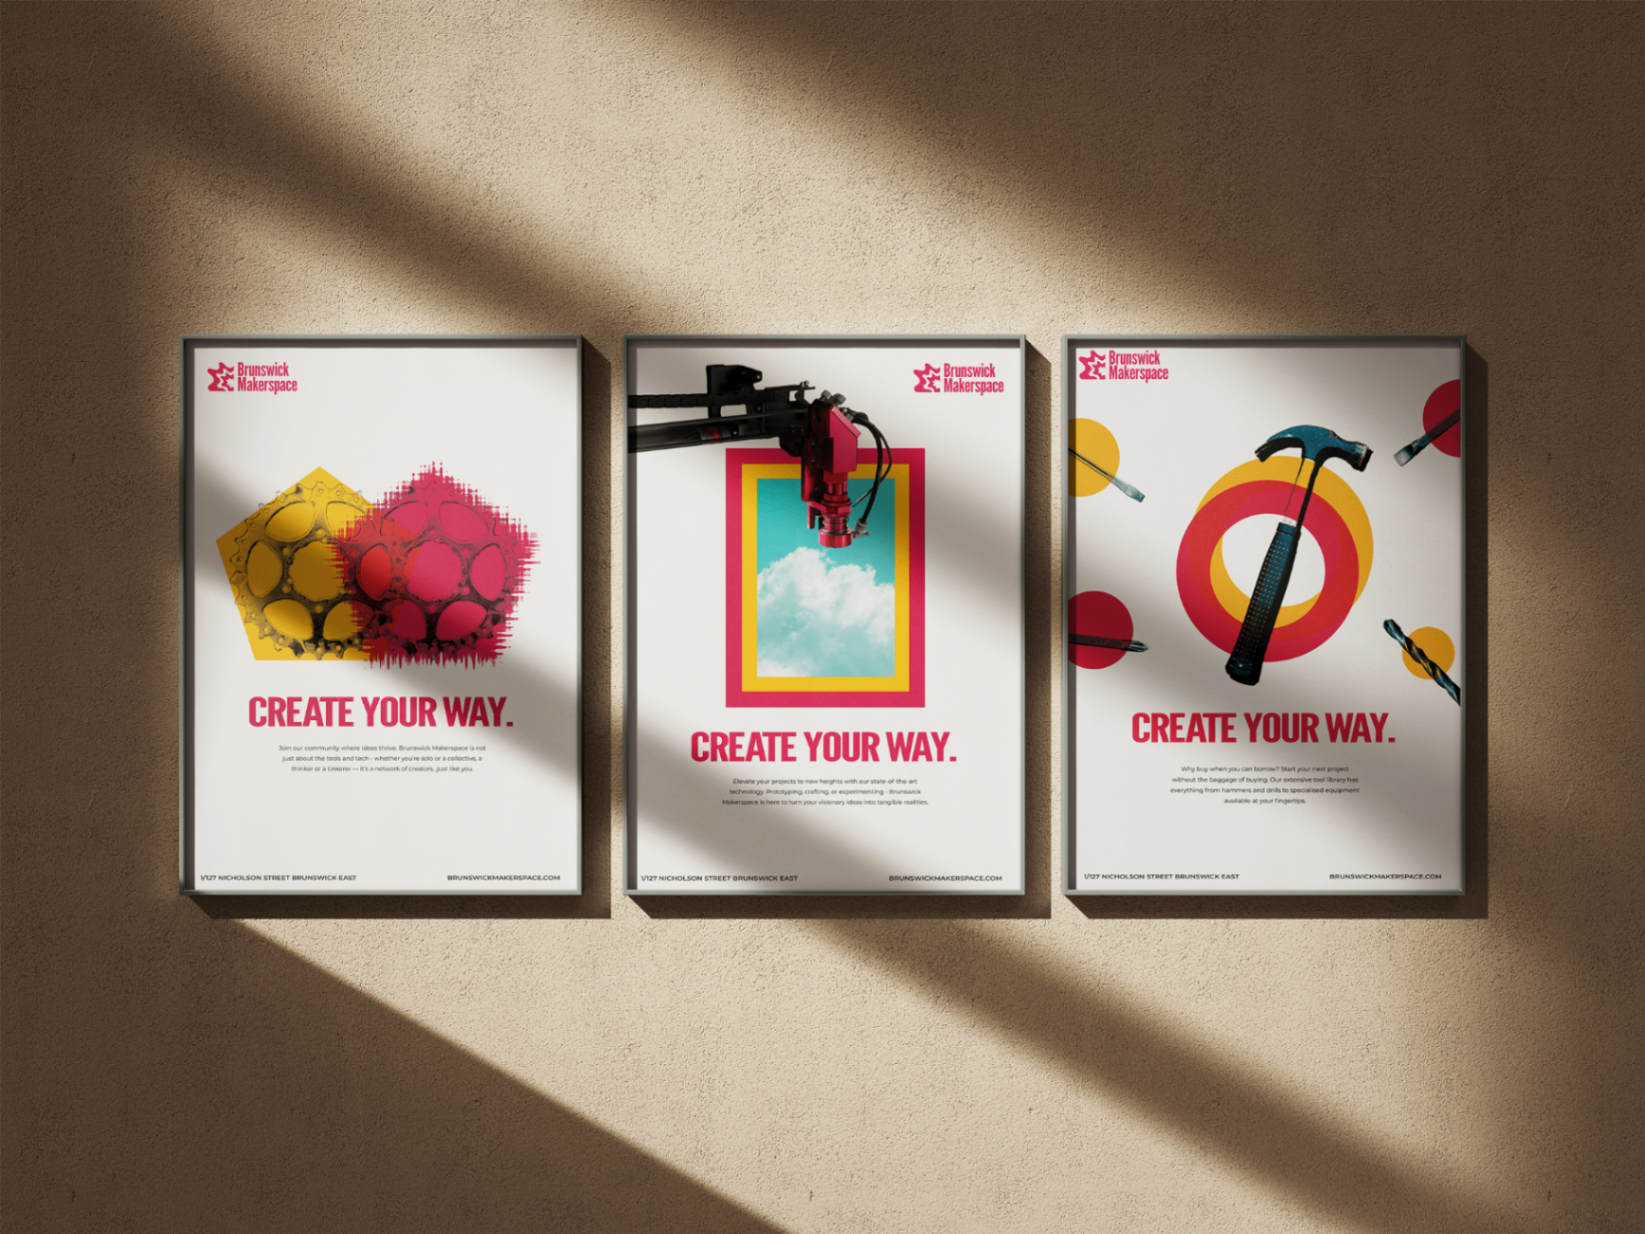 Brunswick
Makerspace
CREATE YOUR WAY.
Join our community where ideas thrive. Brunswick Makerspace is not
just about the tools and tech - whether you're solo or a collective, a
thinker or a tinkerer — it's a network of creators, just like you.
1/127 NICHOLSON STREET BRUNSWICK EAST
BRUNSWICKMAKERSPACE.COM
Brunswick
Makerspace
CREATE YOUR WAY.
Elevate your projects to new heights with our state-of-the-art
technology. Prototyping, crafting, or experimenting - Brunswick
Makerspace is here to turn your visionary ideas into tangible realities.
1/127 NICHOLSON STREET BRUNSWICK EAST
BRUNSWICKMAKERSPACE.COM
Brunswick
Makerspace
CREATE YOUR WAY.
Why buy when you can borrow? Start your next project
without the baggage of buying. Our extensive tool library has
everything from hammers and drills to specialised equipment
available at your fingertips.
1/127 NICHOLSON STREET BRUNSWICK EAST
BRUNSWICKMAKERSPACE.COM